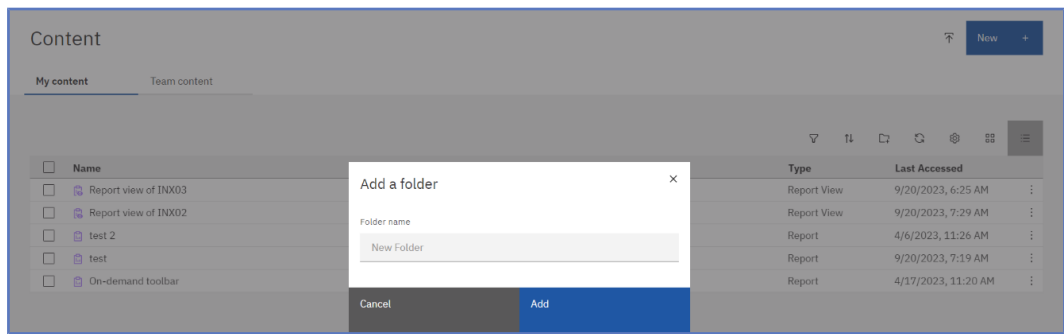 Content
New +
My content Team content
Name Type Last Accessed
Report view of INX03 Report View 9/20/2023, 6:25 AM
Report view of INX02 Report View 9/20/2023, 7:29 AM
test 2 Report 4/6/2023, 11:26 AM
test Report 9/20/2023, 7:19 AM
On-demand toolbar Report 4/17/2023, 11:20 AM
Add a folder
Folder name
New Folder
Cancel Add